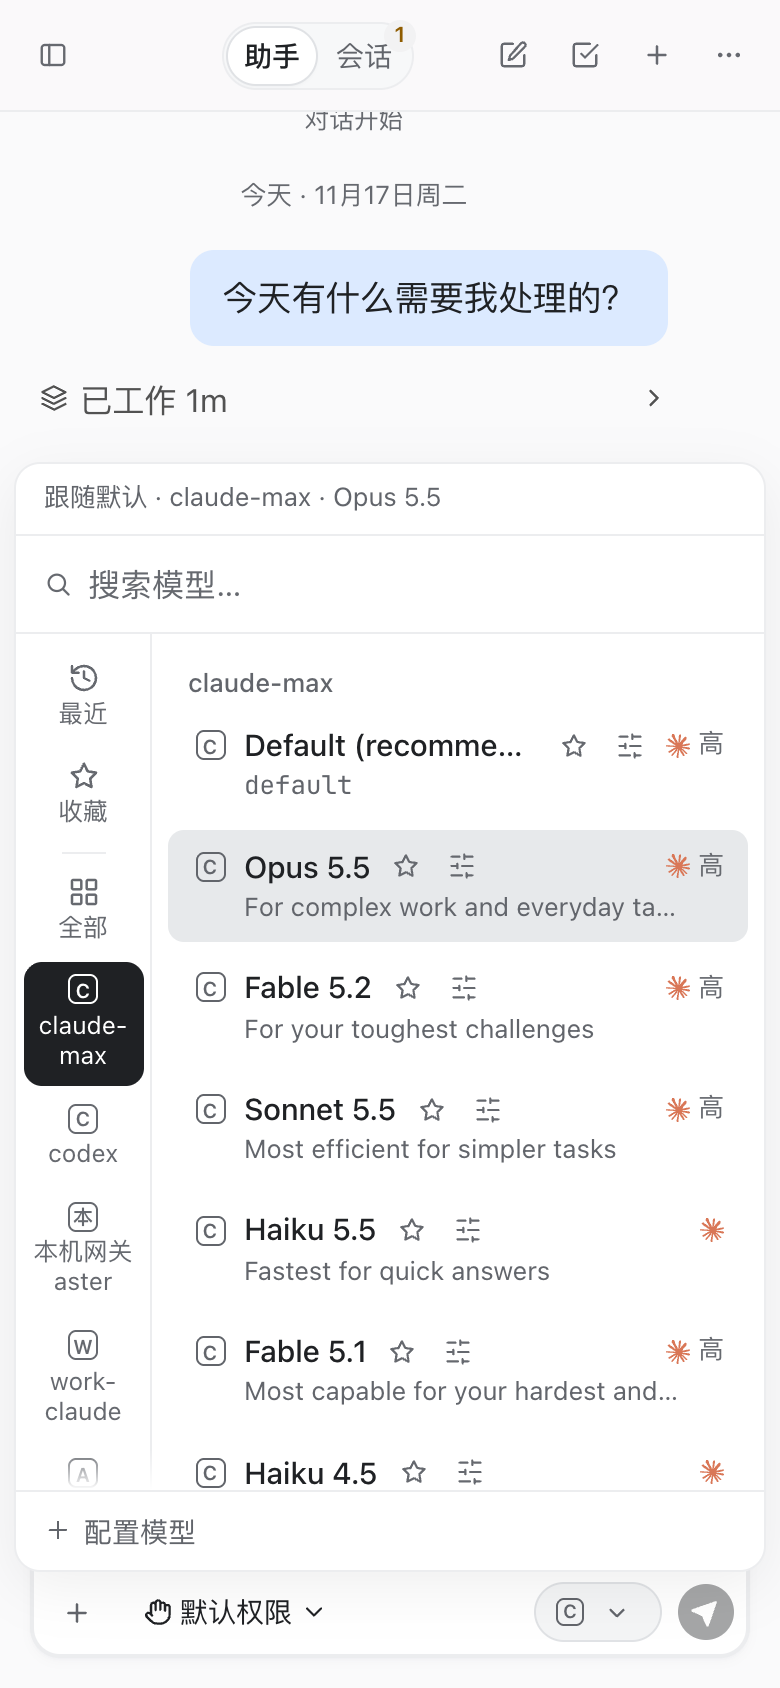 助手
会话
1
对话开始
今天 · 11月17日周二
今天有什么需要我处理的?
已工作 1m
跟随默认 · claude-max · Opus 5.5
搜索模型...
最近
收藏
全部
C
claude-
max
C
codex
本
本机网关
aster
W
work-
claude
A
claude-max
C
Default (recomme...
高
default
C
Opus 5.5
高
For complex work and everyday ta...
C
Fable 5.2
高
For your toughest challenges
C
Sonnet 5.5
高
Most efficient for simpler tasks
C
Haiku 5.5
Fastest for quick answers
C
Fable 5.1
高
Most capable for your hardest and...
C
Haiku 4.5
配置模型
默认权限
C